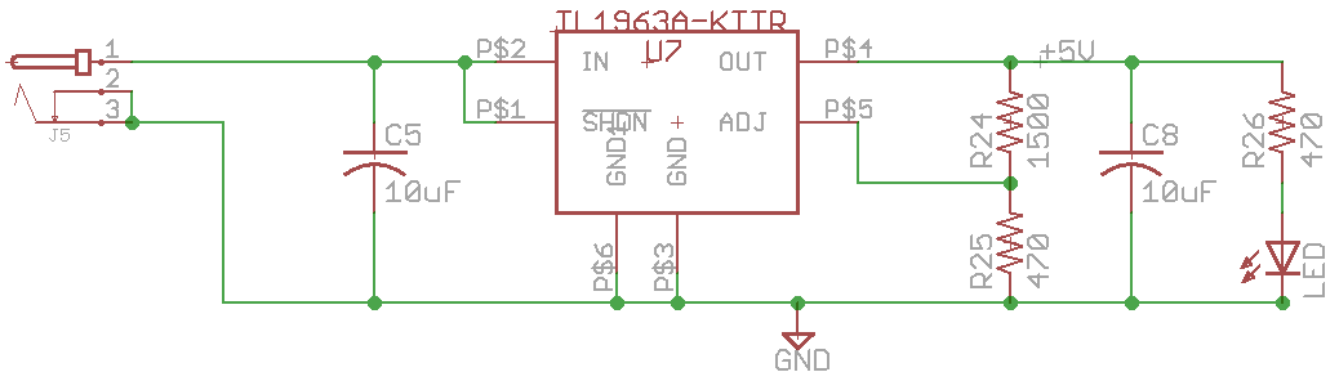 TL1963A-KTTR
U7
1
2
3
J5
P$2
P$1
IN
OUT
SHDN
ADJ
GND1
GND
P$4
P$5
P$6
P$3
C5
10uF
+5V
R24
1500
R25
470
C8
10uF
R26
470
LED
GND